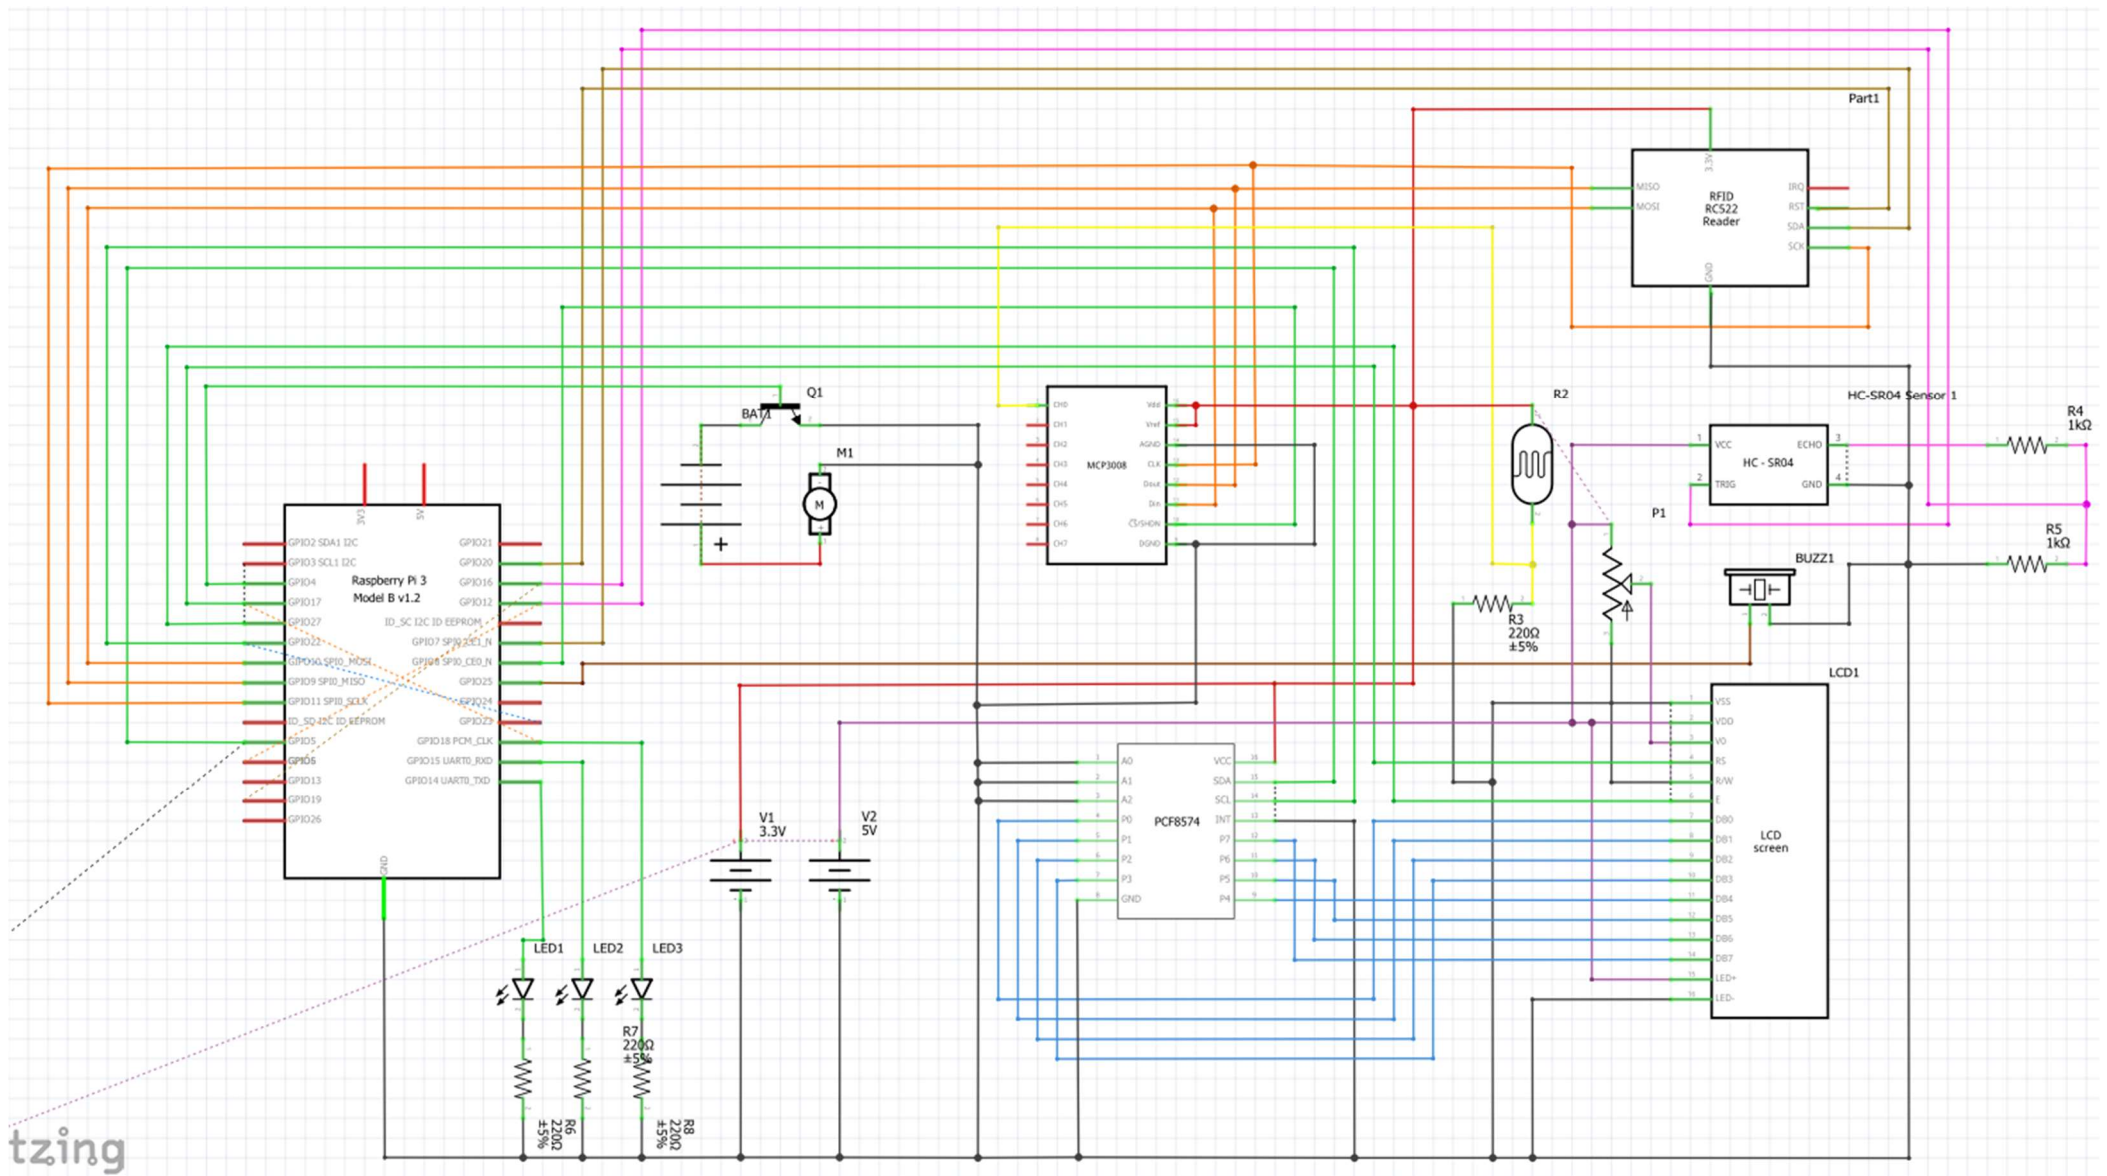 Part1
3.3V
MISO
MOSI
RFID
RC522
Reader
IRQ
RST
SDA
SCK
GND
HC-SR04 Sensor 1
1
VCC
2
TRIG
HC - SR04
ECHO
3
GND
4
R4
1kΩ
R5
1kΩ
R2
P1
BUZZ1
R3
220Ω
±5%
Q1
BAT1
+
M1
M
MCP3008
CH0
CH1
CH2
CH3
CH4
CH5
CH6
CH7
Vdd
Vref
AGND
CLK
Dout
Din
CS/SHDN
DGND
3V3
5V
Raspberry Pi 3
Model B v1.2
GPIO2 SDA1 I2C
GPIO3 SCL1 I2C
GPIO4
GPIO17
GPIO27
GPIO22
GPIO10 SPI0_MOSI
GPIO9 SPI0_MISO
GPIO11 SPI0_SCLK
ID_SD I2C ID EEPROM
GPIO5
GPIO6
GPIO13
GPIO19
GPIO26
GPIO21
GPIO20
GPIO16
GPIO12
ID_SC I2C ID EEPROM
GPIO7 SPI0_CE1_N
GPIO8 SPI0_CE0_N
GPIO25
GPIO24
GPIO23
GPIO18 PCM_CLK
GPIO15 UART0_RXD
GPIO14 UART0_TXD
GND
V1
3.3V
V2
5V
PCF8574
A0
A1
A2
P0
P1
P2
P3
GND
VCC
SDA
SCL
INT
P7
P6
P5
P4
LCD1
LCD
screen
VSS
VDD
VO
RS
R/W
E
DB0
DB1
DB2
DB3
DB4
DB5
DB6
DB7
LED+
LED-
LED1
LED2
LED3
R7
220Ω
±5%
R6
220Ω
±5%
R8
220Ω
±5%
tzing